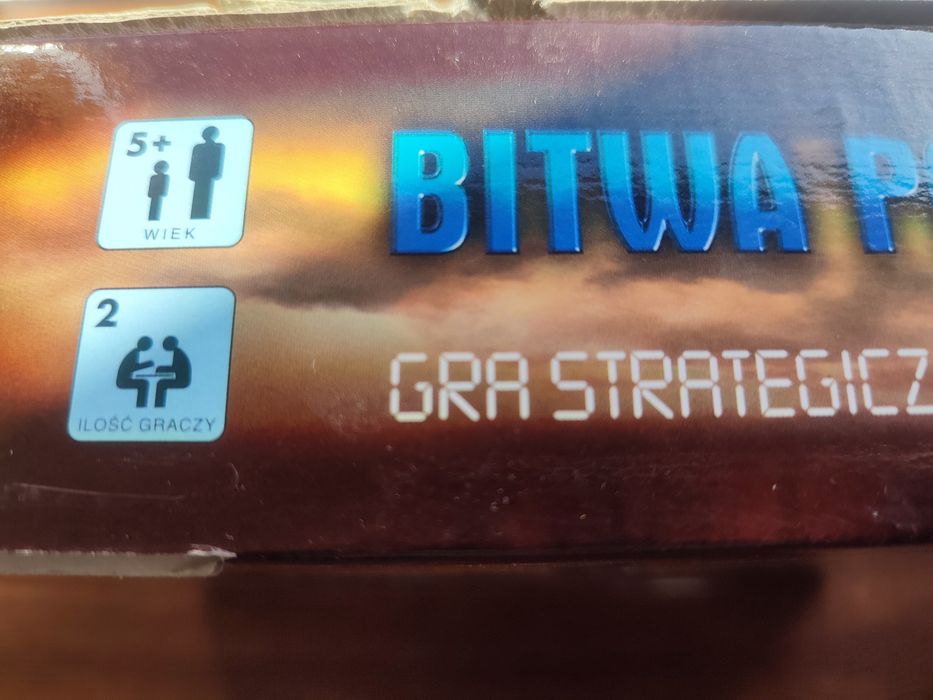 5+
WIEK
BITWA
2
ILOŚĆ GRACZY
GRA STRATEGICZ